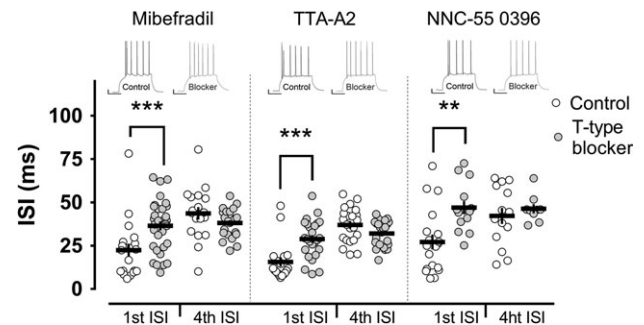 Mibefradil TTA-A2 NNC-55 0396
Control Blocker Control Blocker Control Blocker
*** *** **
Control
T-type
blocker
ISI (ms)
100
75
50
25
0
1st ISI 4th ISI 1st ISI 4th ISI 1st ISI 4ht ISI